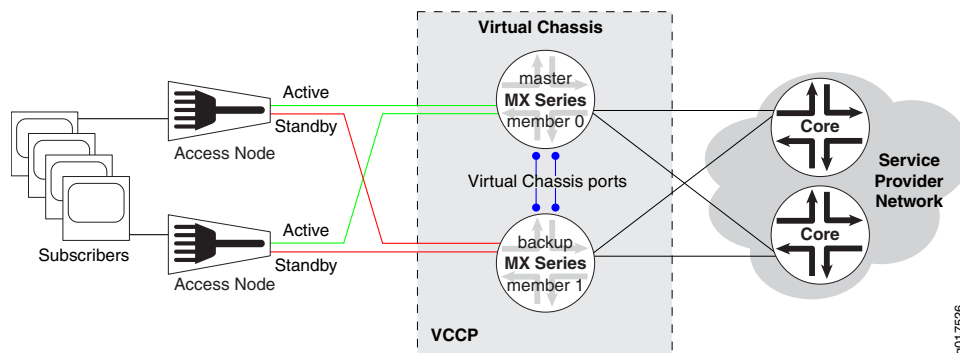 Virtual Chassis
master
MX Series
member 0
Active
Standby
Access Node
Core
Service
Provider
Network
Virtual Chassis ports
Subscribers
Active
Standby
Access Node
backup
MX Series
member 1
Core
VCCP
g017526